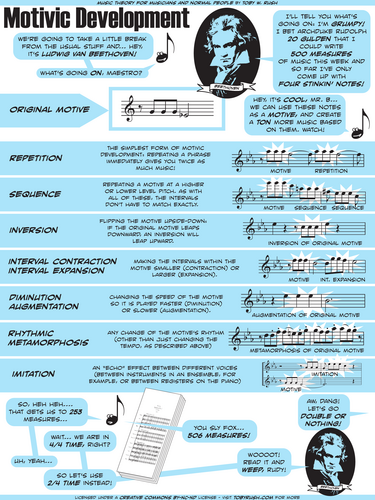 MUSIC THEORY FOR MUSICIANS AND NORMAL PEOPLE BY TOBY W. RUSH
Motivic Development
WE'RE GOING TO TAKE A LITTLE BREAK
FROM THE USUAL STUFF AND... HEY,
IT'S LUDWIG VAN BEETHOVEN!
WHAT'S GOING ON, MAESTRO?
BEETHOVEN
I'LL TELL YOU WHAT'S
GOING ON: I'M GRUMPY!
I BET ARCHDUKE RUDOLPH
20 GULDEN THAT I
COULD WRITE
500 MEASURES
OF MUSIC THIS WEEK AND
SO FAR I'VE ONLY
COME UP WITH
FOUR STINKIN' NOTES!
HEY, IT'S COOL, MR. B...
WE CAN USE THESE NOTES
AS A MOTIVE, AND CREATE
A TON MORE MUSIC BASED
ON THEM. WATCH!
ORIGINAL MOTIVE
REPETITION
THE SIMPLEST FORM OF MOTIVIC
DEVELOPMENT. REPEATING A PHRASE
IMMEDIATELY GIVES YOU TWICE AS
MUCH MUSIC!
MOTIVE REPETITION
SEQUENCE
REPEATING A MOTIVE AT A HIGHER
OR LOWER LEVEL PITCH. AS WITH
ALL OF THESE, THE INTERVALS
DON'T HAVE TO MATCH EXACTLY.
MOTIVE SEQUENCE SEQUENCE
INVERSION
FLIPPING THE MOTIVE UPSIDE-DOWN:
IF THE ORIGINAL MOTIVE LEAPS
DOWNWARD, AN INVERSION WILL
LEAP UPWARD.
INVERSION OF ORIGINAL MOTIVE
INTERVAL CONTRACTION
INTERVAL EXPANSION
MAKING THE INTERVALS WITHIN THE
MOTIVE SMALLER (CONTRACTION) OR
LARGER (EXPANSION).
MOTIVE INT. EXPANSION
DIMINUTION
AUGMENTATION
CHANGING THE SPEED OF THE MOTIVE
SO IT IS PLAYED FASTER (DIMINUTION)
OR SLOWER (AUGMENTATION).
AUGMENTATION OF ORIGINAL MOTIVE
RHYTHMIC
METAMORPHOSIS
ANY CHANGE OF THE MOTIVE'S RHYTHM
(OTHER THAN JUST CHANGING THE
TEMPO, AS DESCRIBED ABOVE)
METAMORPHOSIS OF ORIGINAL MOTIVE
IMITATION
AN "ECHO" EFFECT BETWEEN DIFFERENT VOICES
(BETWEEN INSTRUMENTS IN AN ENSEMBLE, FOR
EXAMPLE, OR BETWEEN REGISTERS ON THE PIANO)
IMITATION
MOTIVE
SO, HEH HEH....
THAT GETS US TO 253
MEASURES...
WAIT... WE ARE IN
4/4 TIME, RIGHT?
UH, YEAH...
SO LET'S USE
2/4 TIME INSTEAD!
YOU SLY FOX...
506 MEASURES!
WOOOOT!
READ IT AND
WEEP, RUDY!
AW, DANG!
LET'S GO
DOUBLE OR
NOTHING!
BEETHOVEN
LICENSED UNDER A CREATIVE COMMONS BY-NC-ND LICENSE - VISIT TOBYRUSH.COM FOR MORE